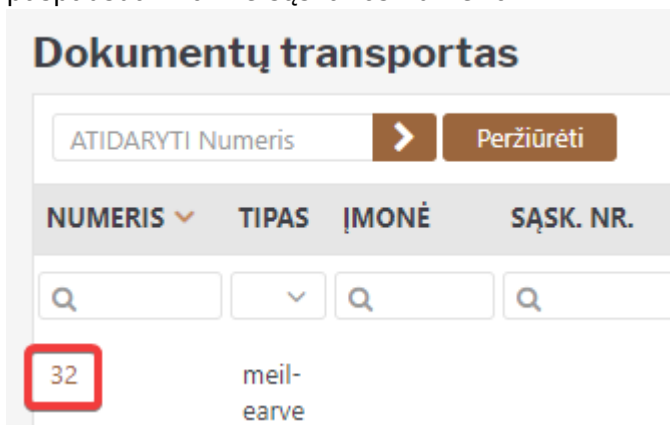 Dokumentų transportas
ATIDARYTI Numeris
Peržiūrėti
NUMERIS TIPAS ĮMONĖ SĄSK. NR.
32 meil-
earve